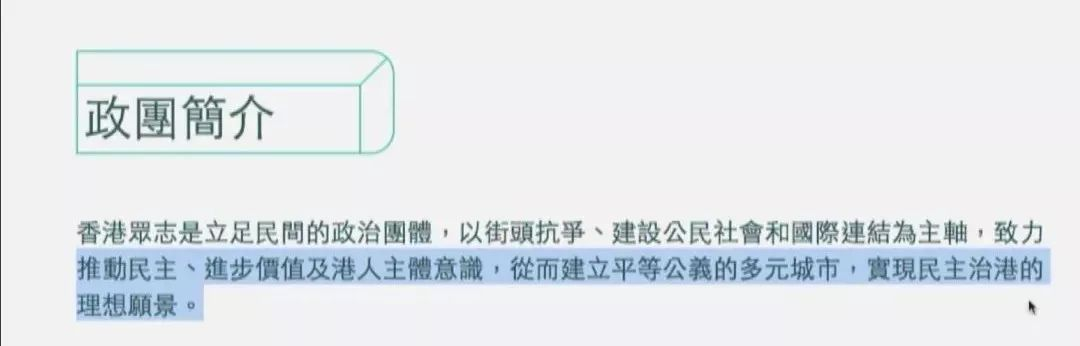 政團簡介
香港眾志是立足民間的政治團體，以街頭抗爭、建設公民社會和國際連結為主軸，致力
推動民主、進步價值及港人主體意識，從而建立平等公義的多元城市，實現民主治港的
理想願景。